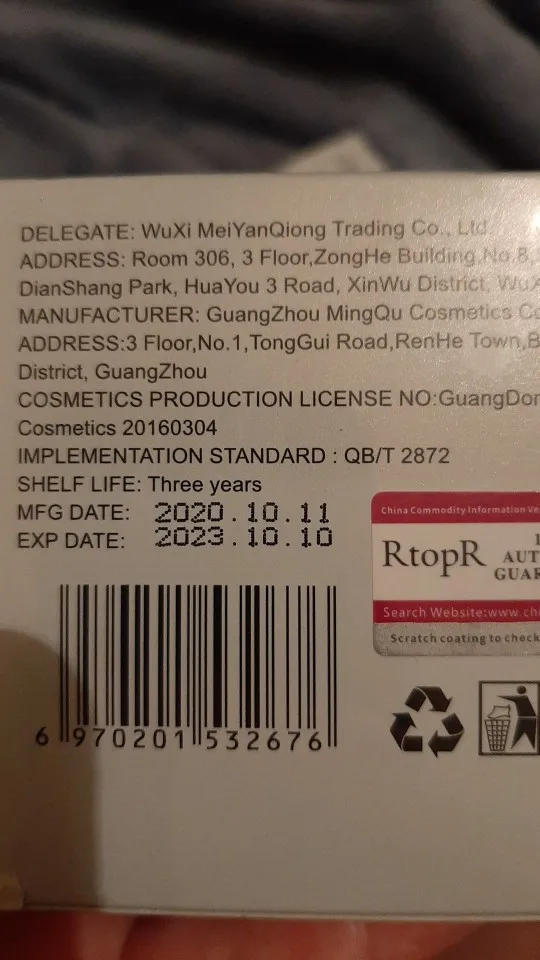 DELEGATE: WuXi MeiYanQiong Trading Co., Ltd.
ADDRESS: Room 306, 3 Floor,ZongHe Building,No.8,
DianShang Park, HuaYou 3 Road, XinWu District,
MANUFACTURER: GuangZhou MingQu Cosmetics
ADDRESS:3 Floor,No.1,TongGui Road,RenHe Town,
District, GuangZhou
COSMETICS PRODUCTION LICENSE NO:
Cosmetics 20160304
IMPLEMENTATION STANDARD : QB/T 2872
SHELF LIFE: Three years
MFG DATE: 2020.10.11
EXP DATE: 2023.10.10
China Commodity Information
RtopR
Search Website:
Scratch coating to check
6 970201 532676